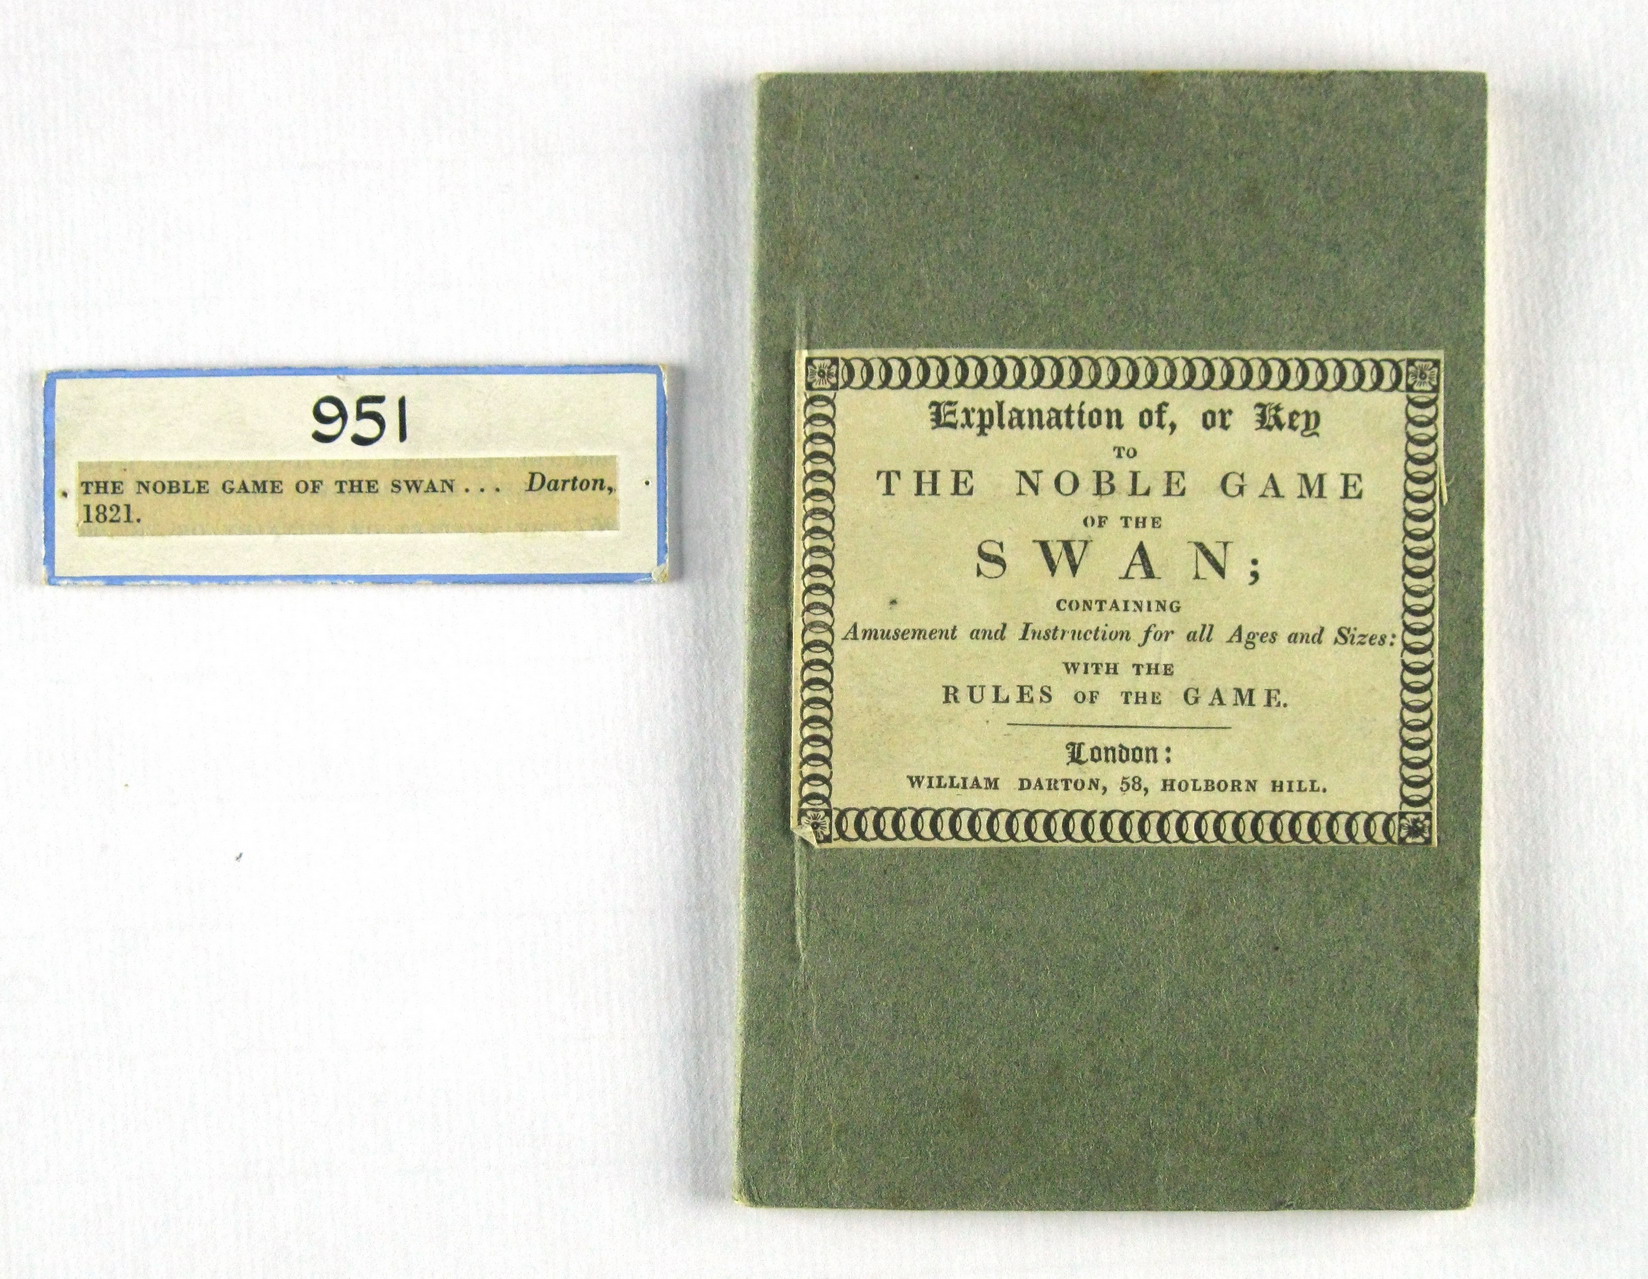 951
THE NOBLE GAME OF THE SWAN... Darton,
1821.
Explanation of, or Key
TO
THE NOBLE GAME
OF THE
SWAN;
CONTAINING
Amusement and Instruction for all Ages and Sizes:
WITH THE
RULES OF THE GAME.
London:
WILLIAM DARTON, 58, HOLBORN HILL.